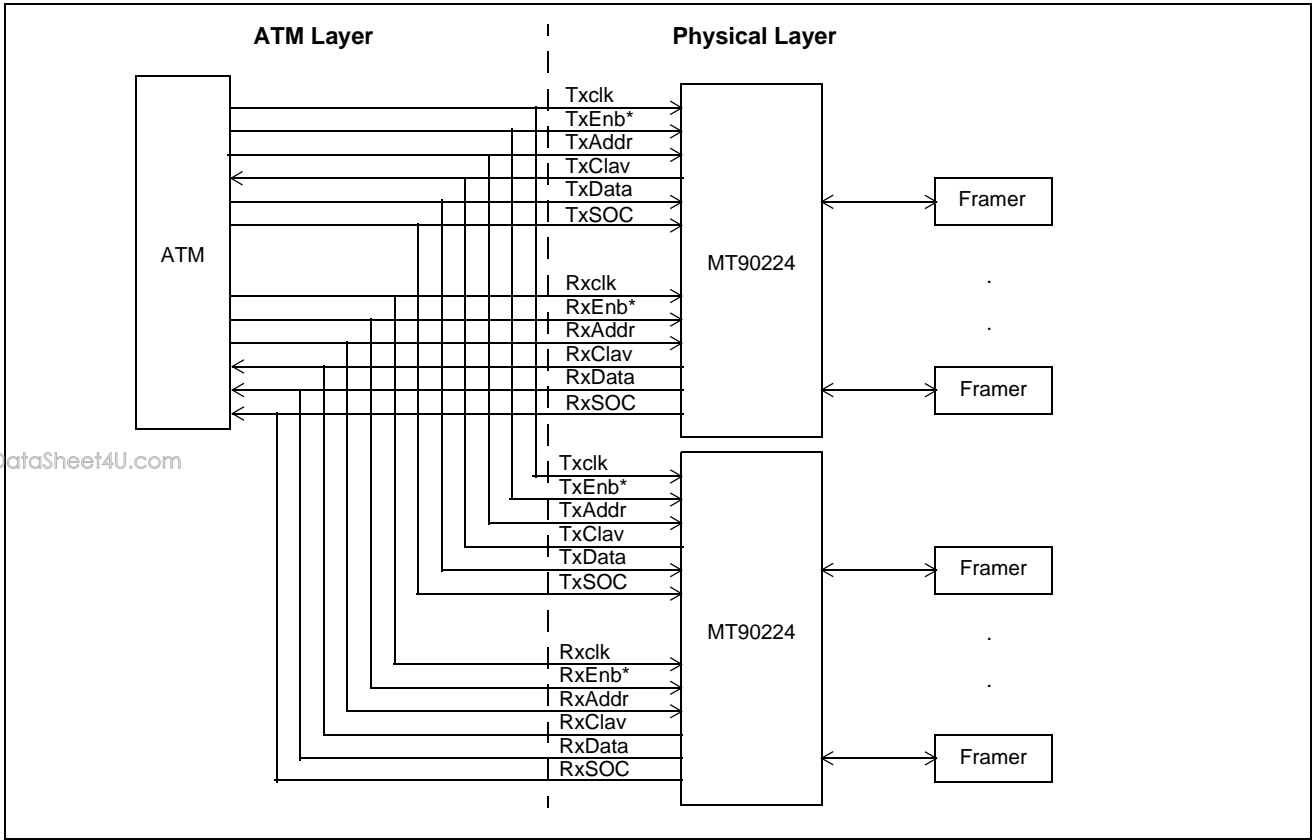 ATM Layer
Physical Layer
Txclk
TxEnb*
TxAddr
TxClav
TxData
TxSOC
Framer
ATM
MT90224
Rxclk
RxEnb*
RxAddr
RxClav
RxData
RxSOC
Framer
DataSheet4U.com
Txclk
TxEnb*
TxAddr
TxClav
TxData
TxSOC
Framer
MT90224
Rxclk
RxEnb*
RxAddr
RxClav
RxData
RxSOC
Framer